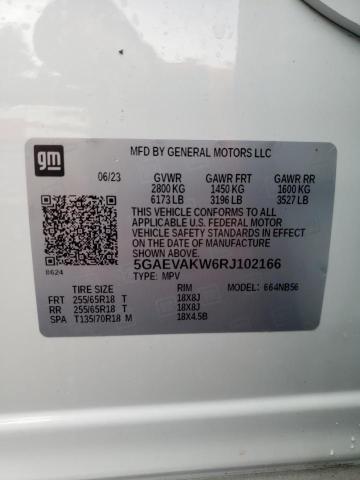 gm
MFD BY GENERAL MOTORS LLC
06/23 GVWR GAWR FRT GAWR RR
2800 KG 1450 KG 1600 KG
6173 LB 3196 LB 3527 LB
THIS VEHICLE CONFORMS TO ALL
APPLICABLE U.S. FEDERAL MOTOR
VEHICLE SAFETY STANDARDS IN EFFECT ON
THE DATE OF MANUFACTURE SHOWN ABOVE.
8624 5GAEVAKW6RJ102166
TYPE: MPV
TIRE SIZE RIM MODEL: 664NB56
FRT 255/65R18 T 18X8J
RR 255/65R18 T 18X8J
SPA T135/70R18 M 18X4.5B